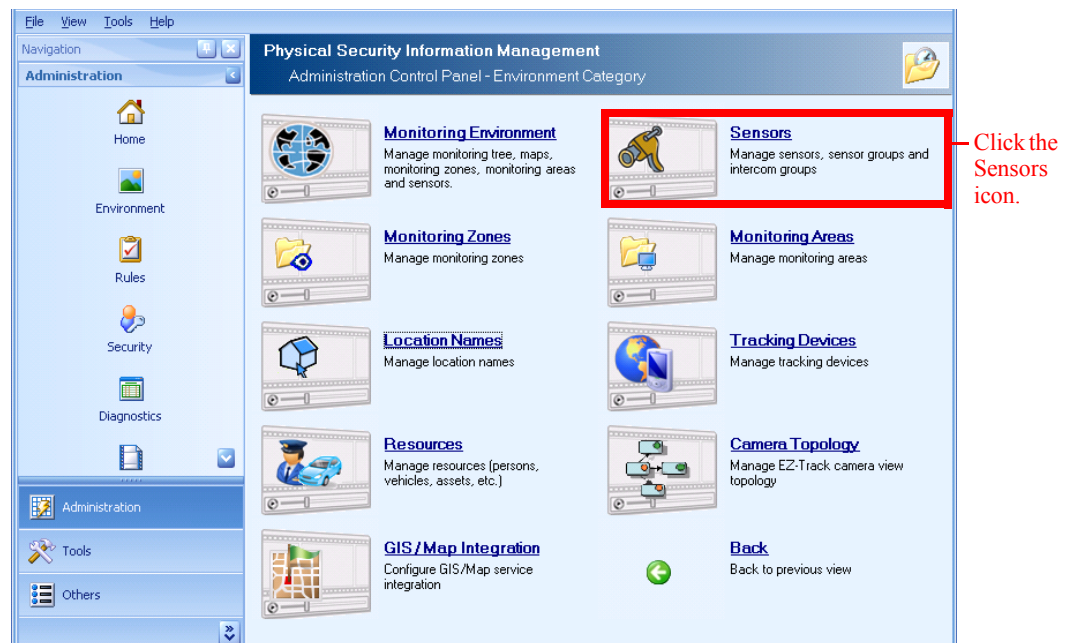 File View Tools Help
Navigation
Administration
Home
Environment
Rules
Security
Diagnostics
Administration
Tools
Others
Physical Security Information Management
Administration Control Panel - Environment Category
Monitoring Environment
Manage monitoring tree, maps,
monitoring zones, monitoring areas
and sensors.
Sensors
Manage sensors, sensor groups and
intercom groups
Click the
Sensors
icon.
Monitoring Zones
Manage monitoring zones
Monitoring Areas
Manage monitoring areas
Location Names
Manage location names
Tracking Devices
Manage tracking devices
Resources
Manage resources (persons,
vehicles, assets, etc.)
Camera Topology
Manage EZ-Track camera view
topology
GIS / Map Integration
Configure GIS/Map service
integration
Back
Back to previous view